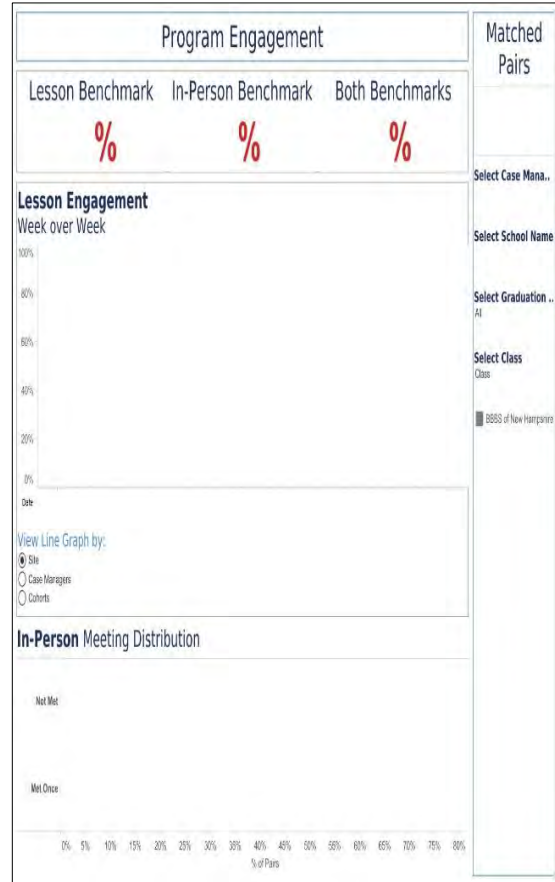 Program Engagement
Matched
Pairs
Lesson Benchmark In-Person Benchmark Both Benchmarks
% % %
Select Case Mana..
Select School Name
Select Graduation ..
All
Select Class
Class
BBBS of New Hampshire
Lesson Engagement
Week over Week
100%
80%
60%
40%
20%
0%
Date
View Line Graph by:
Site
Case Managers
Cohorts
In-Person Meeting Distribution
Not Met
Met Once
0% 5% 10% 15% 20% 25% 30% 35% 40% 45% 50% 55% 60% 65% 70% 75% 80%
% of Pairs